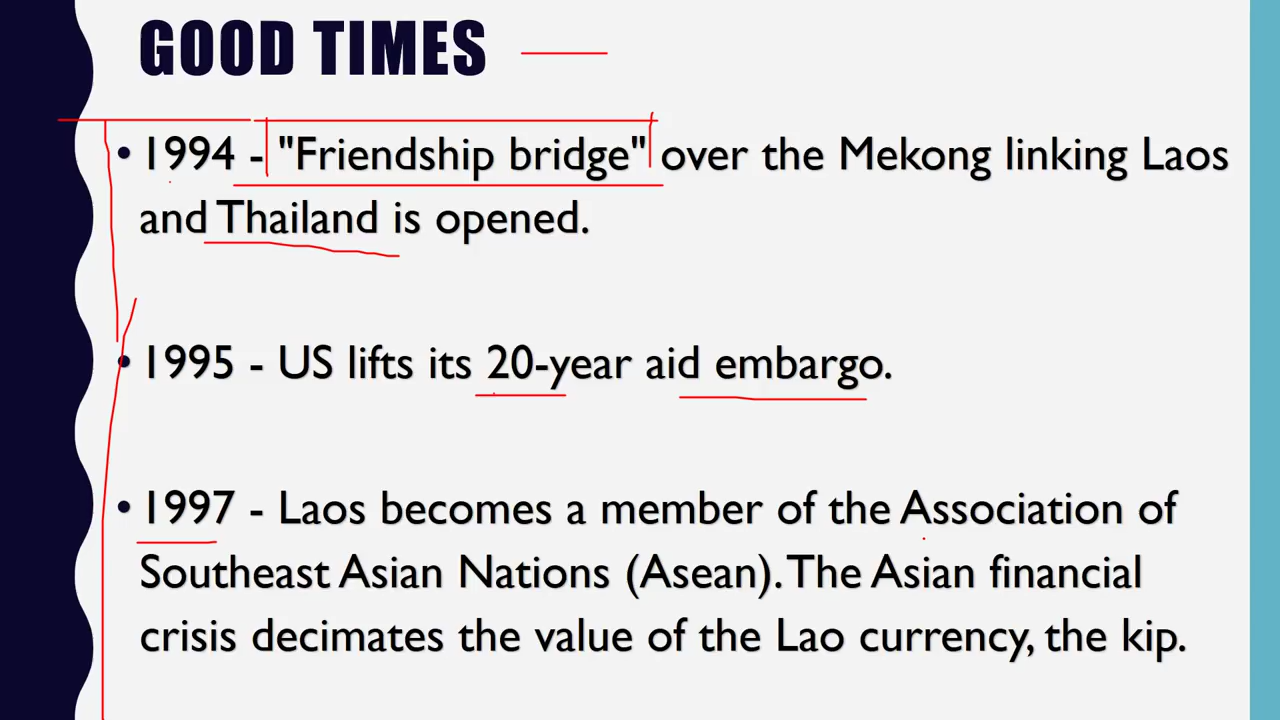 GOOD TIMES
• 1994 - "Friendship bridge" over the Mekong linking Laos
and Thailand is opened.
• 1995 - US lifts its 20-year aid embargo.
• 1997 - Laos becomes a member of the Association of
Southeast Asian Nations (Asean). The Asian financial
crisis decimates the value of the Lao currency, the kip.